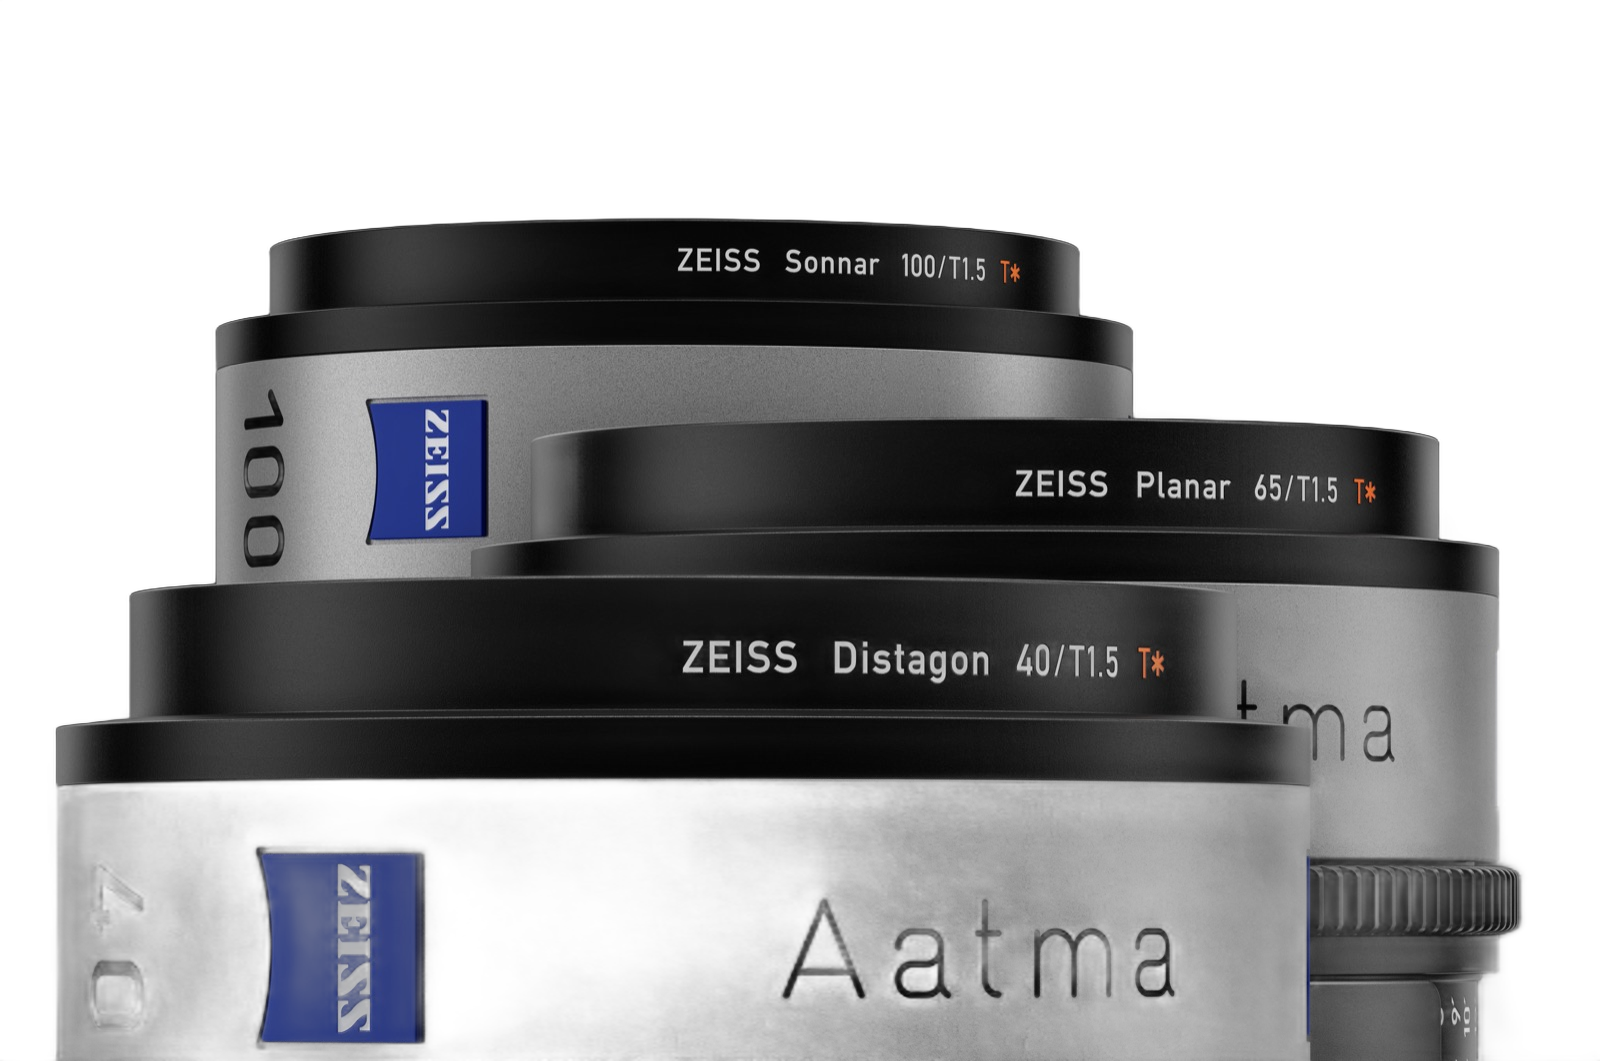 ZEISS Sonnar 100/T1.5 T*
100
ZEISS
ZEISS Planar 65/T1.5 T*
ZEISS Distagon 40/T1.5 T*
tma
40
ZEISS
Aatma